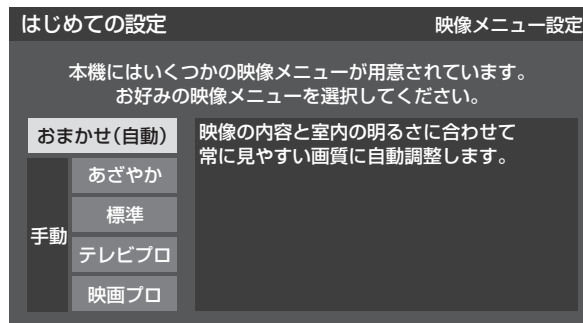 はじめての設定
映像メニュー設定
本機にはいくつかの映像メニューが用意されています。
お好みの映像メニューを選択してください。
おまかせ(自動)
映像の内容と室内の明るさに合わせて
常に見やすい画質に自動調整します。
手動
あざやか
標準
テレビプロ
映画プロ